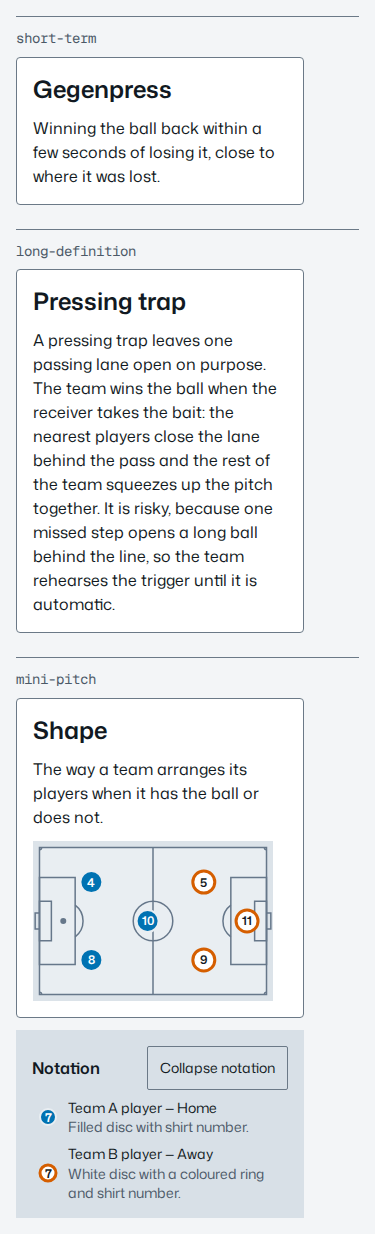 short-term
Gegenpress
Winning the ball back within a
few seconds of losing it, close to
where it was lost.
long-definition
Pressing trap
A pressing trap leaves one
passing lane open on purpose.
The team wins the ball when the
receiver takes the bait: the
nearest players close the lane
behind the pass and the rest of
the team squeezes up the pitch
together. It is risky, because one
missed step opens a long ball
behind the line, so the team
rehearses the trigger until it is
automatic.
mini-pitch
Shape
The way a team arranges its
players when it has the ball or
does not.
4
5
10
11
8
9
Notation
Collapse notation
7
Team A player – Home
Filled disc with shirt number.
7
Team B player – Away
White disc with a coloured ring
and shirt number.